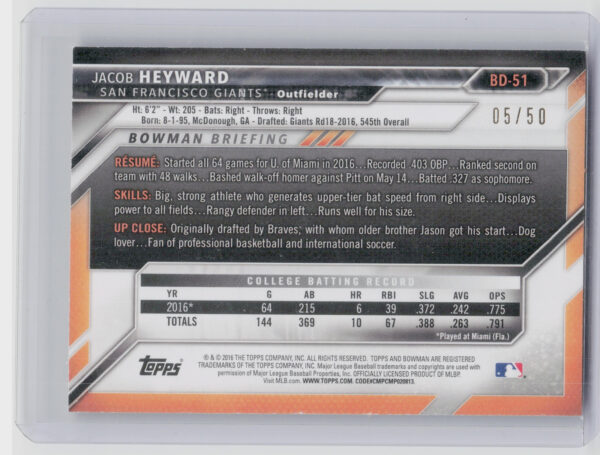 JACOB HEYWARD
SAN FRANCISCO GIANTS™ Outfielder
BD-51
05/50
Ht: 6'2" - Wt: 205 - Bats: Right - Throws: Right
Born: 8-1-95, McDonough, GA - Drafted: Giants Rd18-2016, 545th Overall
BOWMAN BRIEFING
RÉSUMÉ: Started all 64 games for U. of Miami in 2016...Recorded .403 OBP...Ranked second on
team with 48 walks...Bashed walk-off homer against Pitt on May 14...Batted .327 as sophomore.
SKILLS: Big, strong athlete who generates upper-tier bat speed from right side...Displays
power to all fields...Rangy defender in left...Runs well for his size.
UP CLOSE: Originally drafted by Braves, with whom older brother Jason got his start...Dog
lover...Fan of professional basketball and international soccer.
COLLEGE BATTING RECORD
YR G AB HR RBI SLG AVG OPS
2016* 64 215 6 39 .372 .242 .775
TOTALS 144 369 10 67 .388 .263 .791
*Played at Miami (Fla.)
topps
® & © 2016 THE TOPPS COMPANY, INC. ALL RIGHTS RESERVED. TOPPS AND BOWMAN ARE REGISTERED
TRADEMARKS OF THE TOPPS COMPANY, INC. Major League Baseball trademarks and copyrights are used with
permission of Major League Baseball Properties, Inc. OFFICIALLY LICENSED PRODUCT OF MLBP.
Visit MLB.com. WWW.TOPPS.COM. CODE#CMPCMP020813.